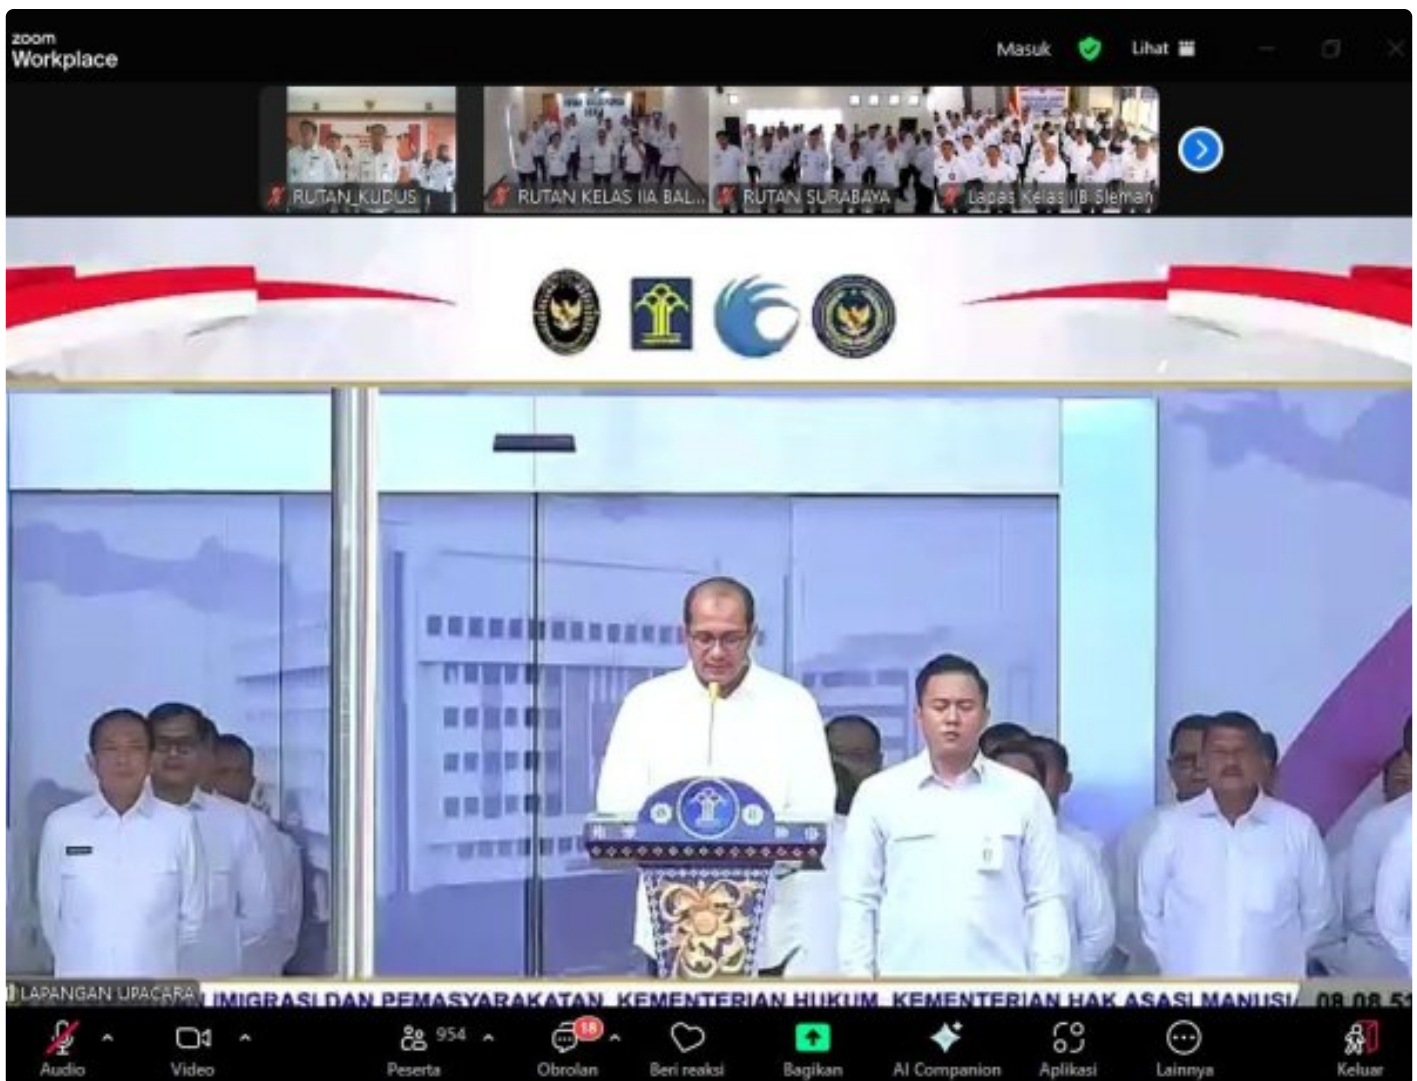 zoom
Workplace
Masuk
Lihat
RUTAN_KUDUS
RUTAN KELAS IIA BAL...
RUTAN SURABAYA
Lapas Kelas IIB Sleman
LAPANGAN UPACARA
IMIGRASI DAN PEMASYARAKATAN, KEMENTERIAN HUKUM, KEMENTERIAN HAK ASASI MANUSI
08.08.51
Audio
Video
954
Peserta
18
Obrolan
Beri reaksi
Bagikan
AI Companion
Aplikasi
Lainnya
Keluar